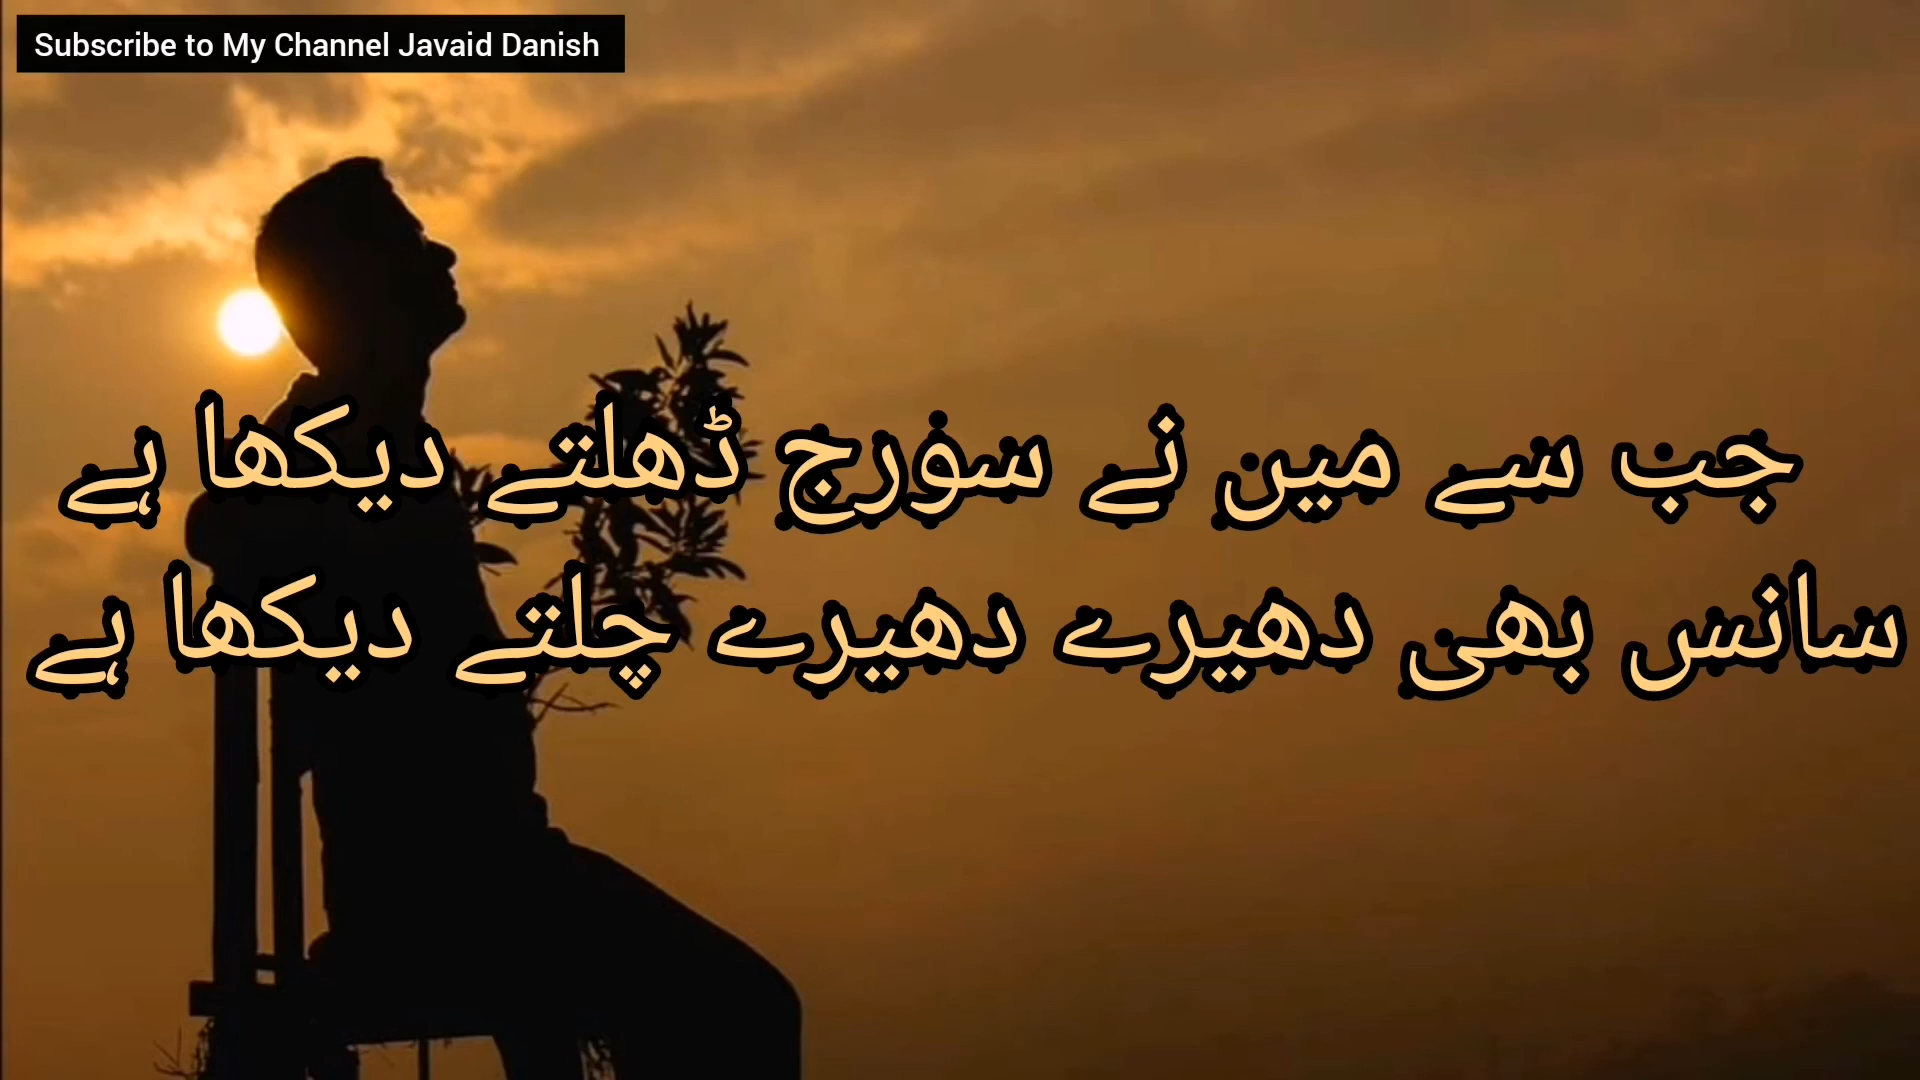 Subscribe to My Channel Javaid Danish
جب سے مین نے سورج ڈھلتے دیکھا ہے
سانس بھی دھیرے دھیرے چلتے دیکھا ہے